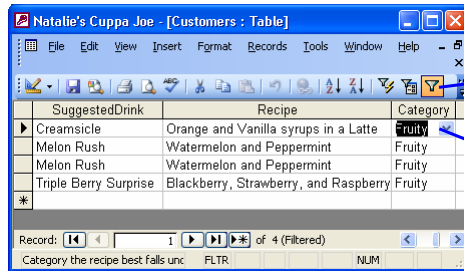 Natalie's Cuppa Joe - [Customers : Table]
File Edit View Insert Format Records Tools Window Help
SuggestedDrink Recipe Category
Creamsicle Orange and Vanilla syrups in a Latte Fruity
Melon Rush Watermelon and Peppermint Fruity
Melon Rush Watermelon and Peppermint Fruity
Triple Berry Surprise Blackberry, Strawberry, and Raspberry Fruity
Record: 1 of 4 (Filtered)
Category the recipe best falls unc FLTR NUM